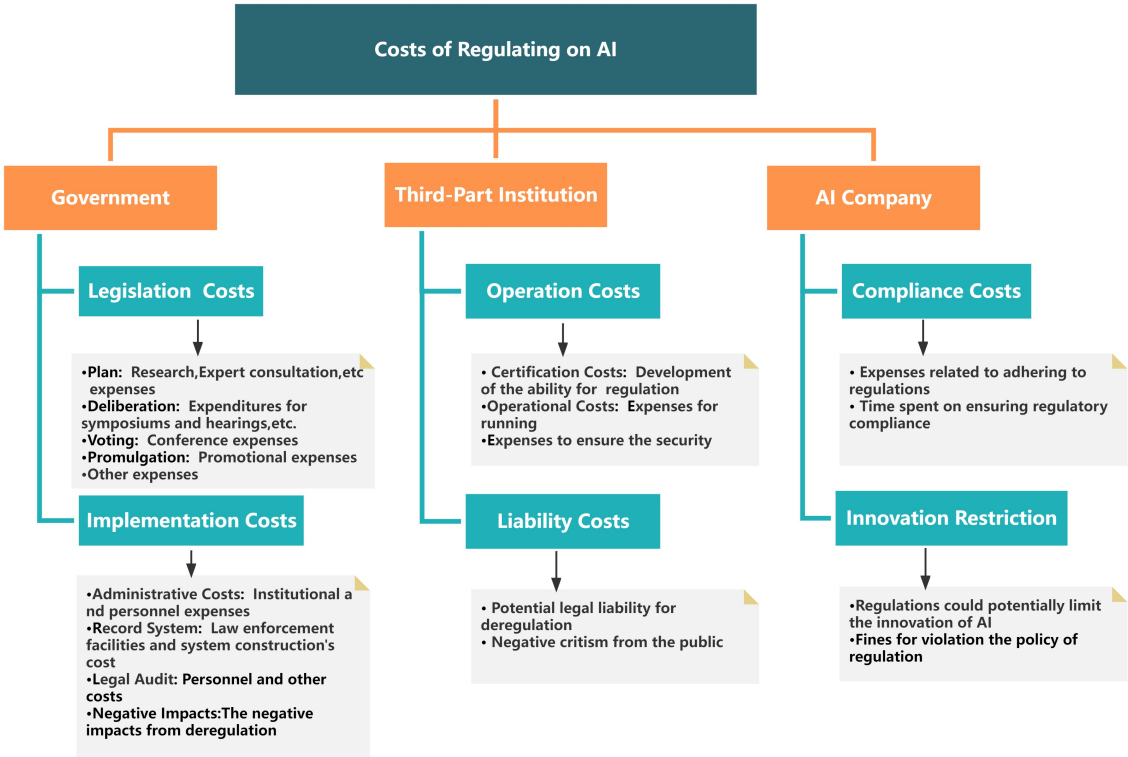 Costs of Regulating on AI
Government
Third-Part Institution
AI Company
Legislation Costs
•Plan: Research,Expert consultation,etc
expenses
•Deliberation: Expenditures for
symposiums and hearings,etc.
•Voting: Conference expenses
•Promulgation: Promotional expenses
•Other expenses
Implementation Costs
•Administrative Costs: Institutional a
nd personnel expenses
•Record System: Law enforcement
facilities and system construction's
cost
•Legal Audit: Personnel and other
costs
•Negative Impacts:The negative
impacts from deregulation
Operation Costs
• Certification Costs: Development
of the ability for regulation
•Operational Costs: Expenses for
running
•Expenses to ensure the security
Liability Costs
• Potential legal liability for
deregulation
• Negative critism from the public
Compliance Costs
• Expenses related to adhering to
regulations
• Time spent on ensuring regulatory
compliance
Innovation Restriction
•Regulations could potentially limit
the innovation of AI
•Fines for violation the policy of
regulation